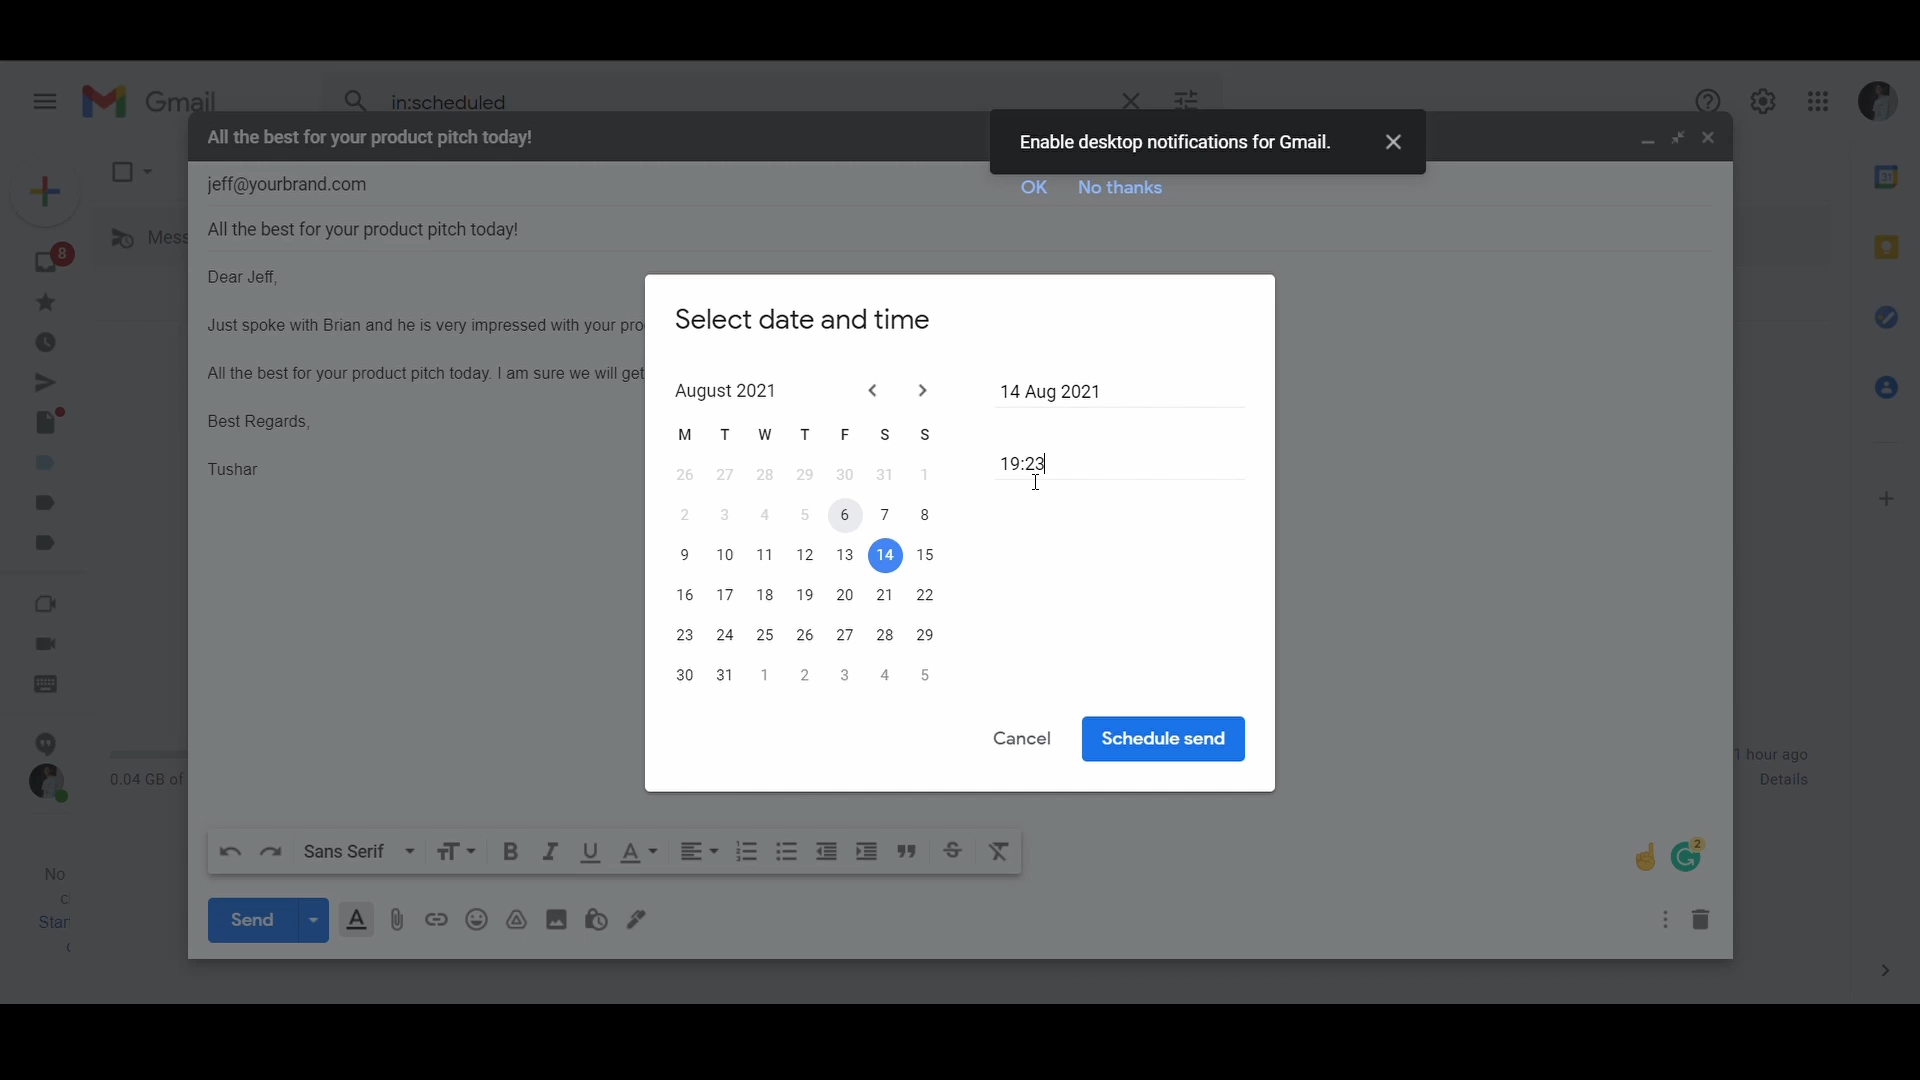 Gmail
in:scheduled
All the best for your product pitch today!
Enable desktop notifications for Gmail.
OK No thanks
jeff@yourbrand.com
8
All the best for your product pitch today!
Mess
Dear Jeff,
Just spoke with Brian and he is very impressed with your pro
All the best for your product pitch today. I am sure we will get
Best Regards,
Tushar
Select date and time
August 2021
14 Aug 2021
19:23
M T W T F S S
26 27 28 29 30 31 1
2 3 4 5 6 7 8
9 10 11 12 13 14 15
16 17 18 19 20 21 22
23 24 25 26 27 28 29
30 31 1 2 3 4 5
Cancel Schedule send
0.04 GB of
1 hour ago
Details
Sans Serif
2
No
Star
Send
31